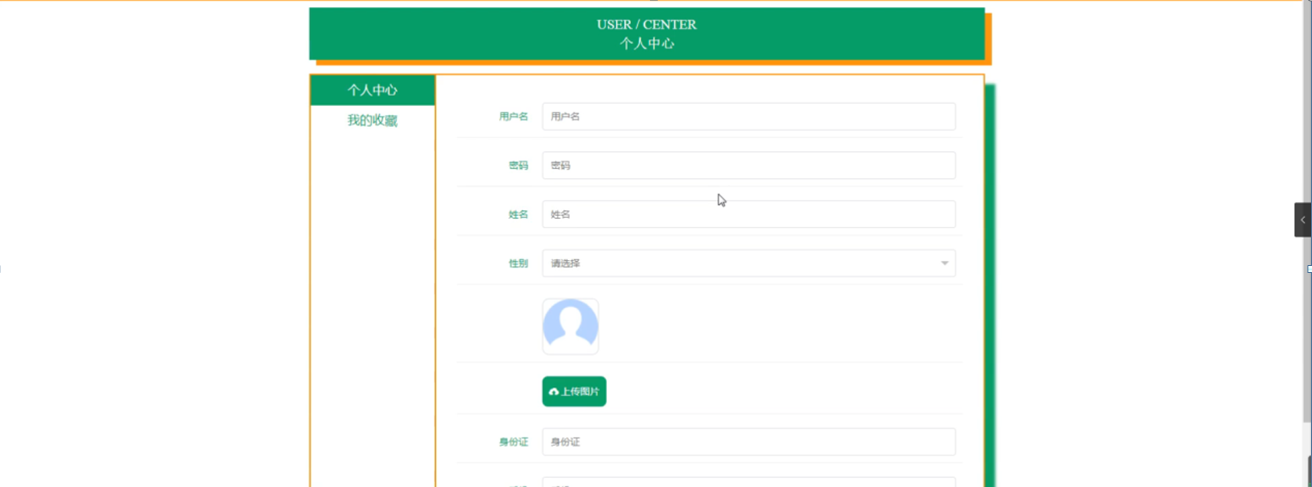 USER / CENTER
个人中心
个人中心
我的收藏
用户名 用户名
密码 密码
姓名 姓名
性别 请选择
上传图片
身份证 身份证